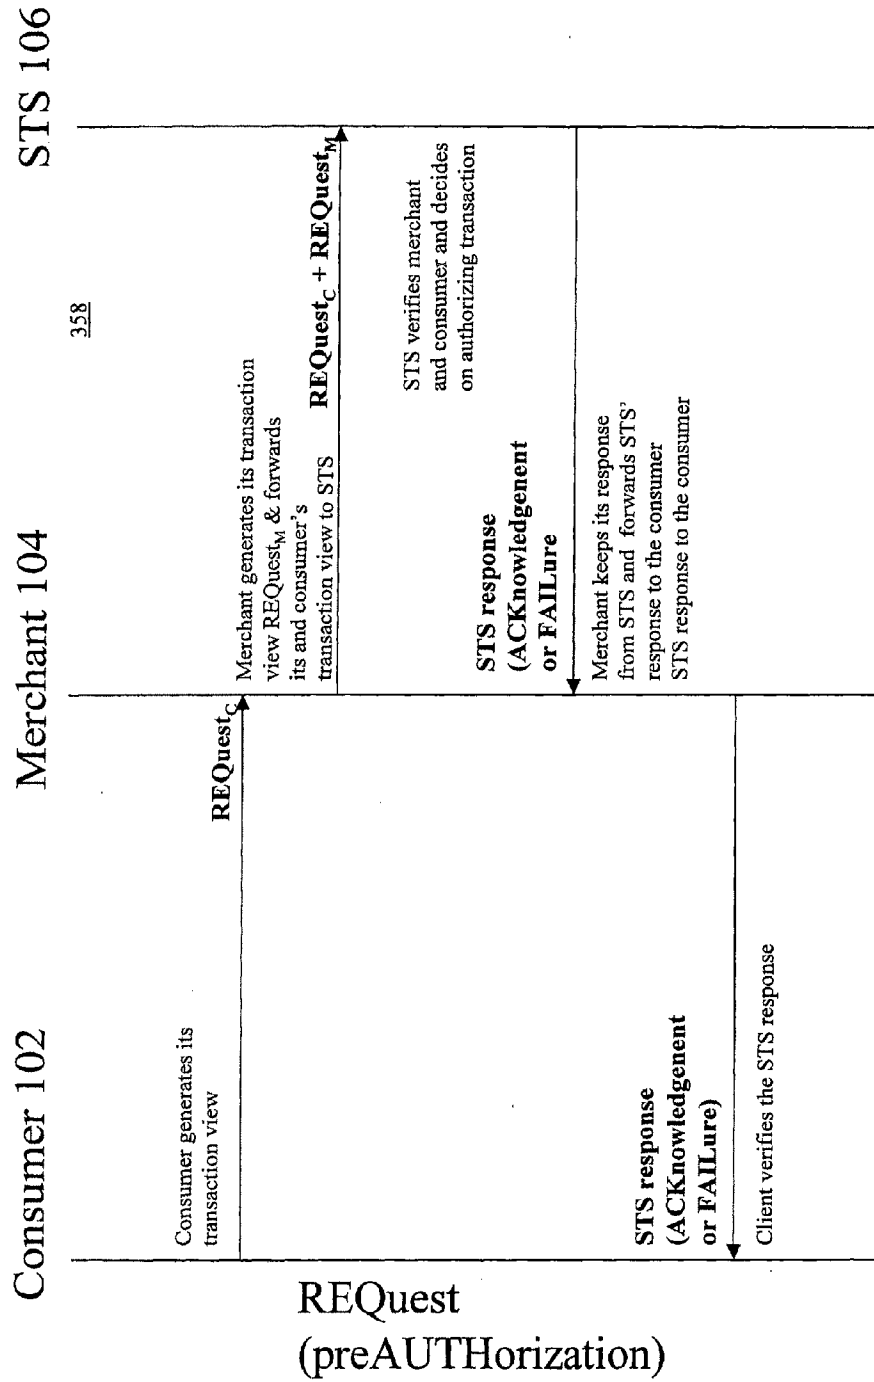 Consumer 102
Merchant 104
STS 106
358
Consumer generates its
transaction view
REQuest_C
Merchant generates its transaction
view REQuest_M & forwards
its and consumer's
transaction view to STS
REQuest_C + REQuest_M
STS verifies merchant
and consumer and decides
on authorizing transaction
STS response
(ACKnowledgenent
or FAILure
Merchant keeps its response
from STS and forwards STS'
response to the consumer
STS response to the consumer
STS response
(ACKnowledgenent
or FAILure)
Client verifies the STS response
REQuest
(preAUTHorization)